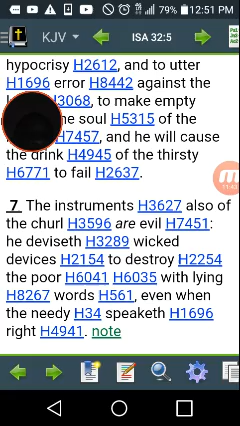 79% 12:51 PM
KJV ISA 32:5
hypocrisy H2612, and to utter
H1696 error H8442 against the
H3068, to make empty
soul H5315 of the
H7457, and he will cause
the drink H4945 of the thirsty
H6771 to fail H2637.
7 The instruments H3627 also of
the churl H3596 are evil H7451:
he deviseth H3289 wicked
devices H2154 to destroy H2254
the poor H6041 H6035 with lying
H8267 words H561, even when
the needy H34 speaketh H1696
right H4941. note
11:43